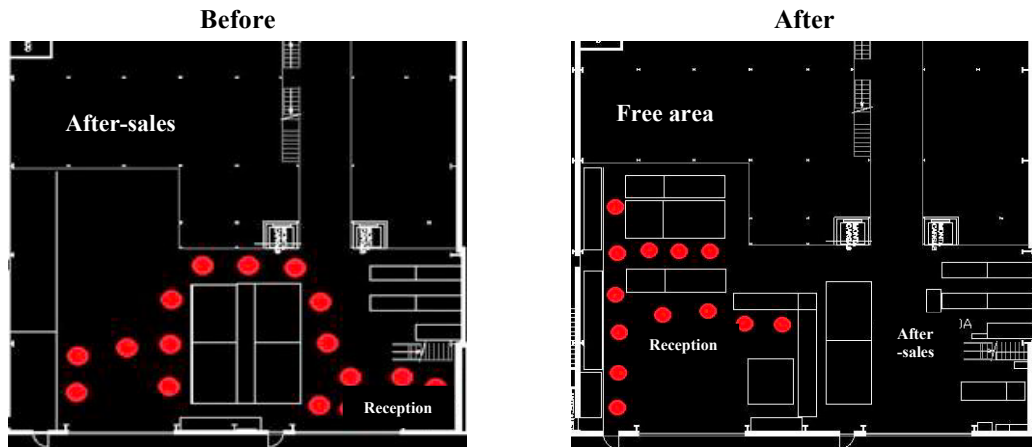 Before
After
After-sales
Free area
Reception
Reception
After
-sales